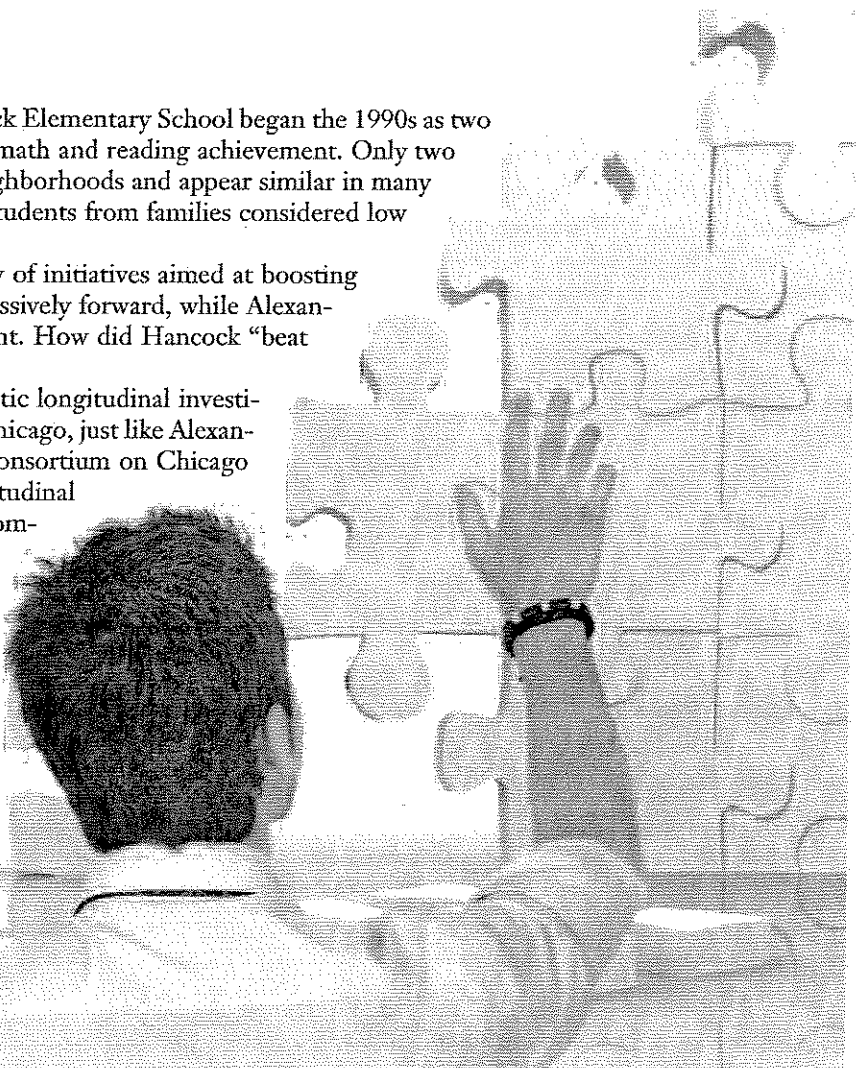 k Elementary School began the 1990s as two
math and reading achievement. Only two
ghborhoods and appear similar in many
tudents from families considered low
y of initiatives aimed at boosting
ssively forward, while Alexan-
nt. How did Hancock “beat
tic longitudinal investi-
hicago, just like Alexan-
onsortium on Chicago
tudinal
om-